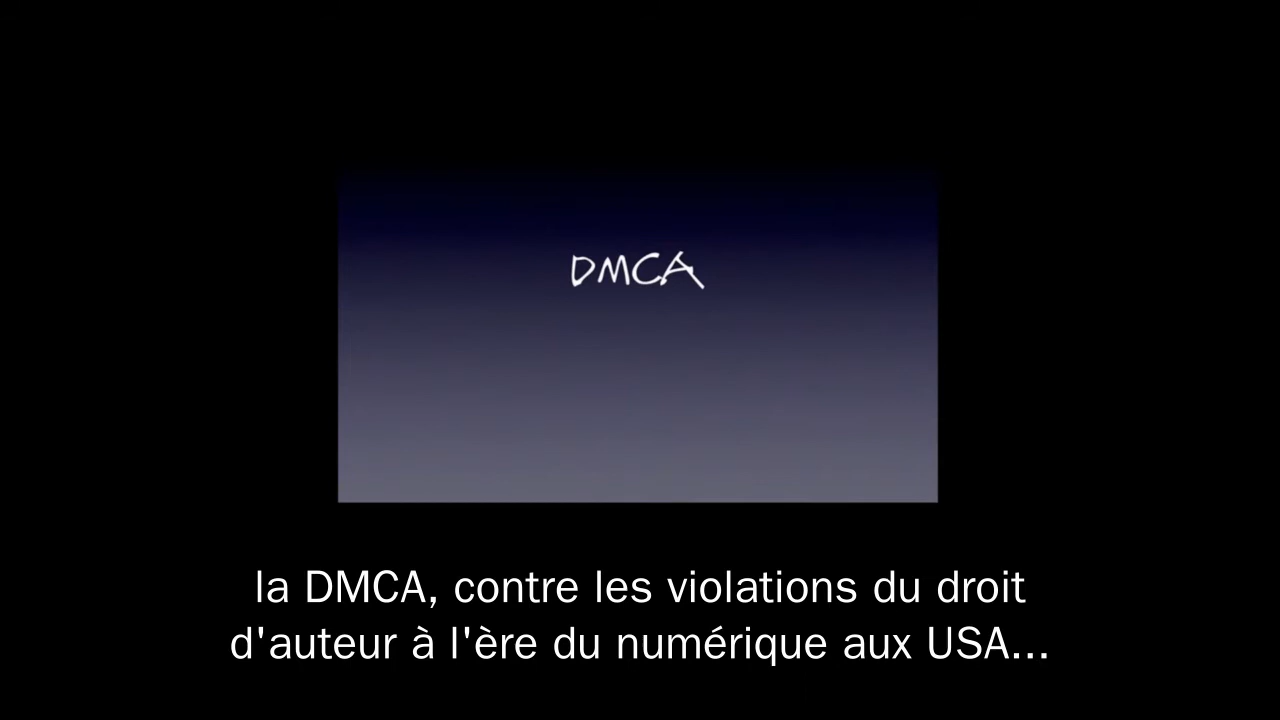 DMCA
la DMCA, contre les violations du droit
d'auteur à l'ère du numérique aux USA...